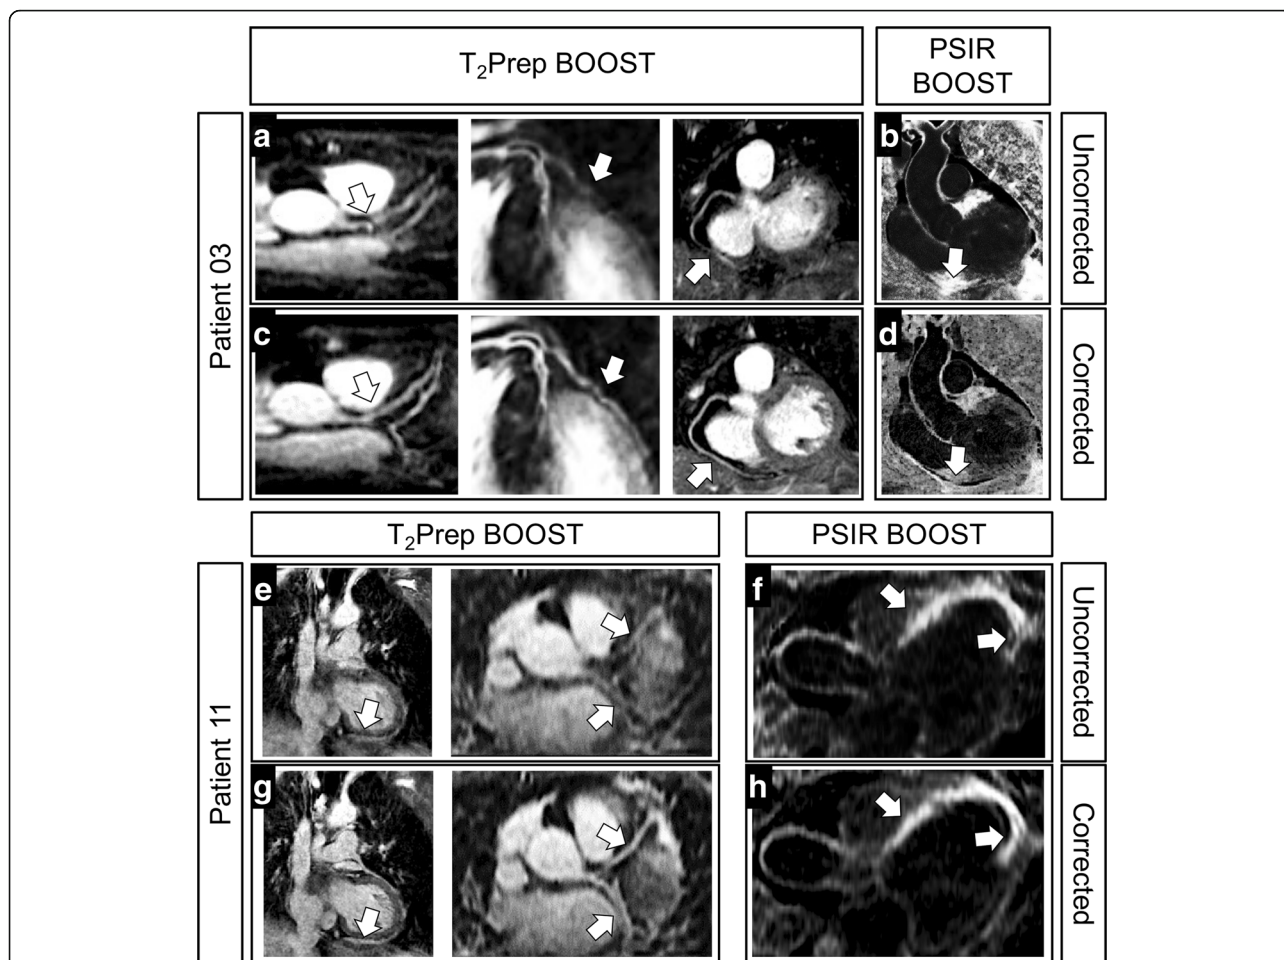 T₂Prep BOOST
PSIR
BOOST
Patient 03
a
b
Uncorrected
c
d
Corrected
T₂Prep BOOST
PSIR BOOST
Patient 11
e
f
Uncorrected
g
h
Corrected